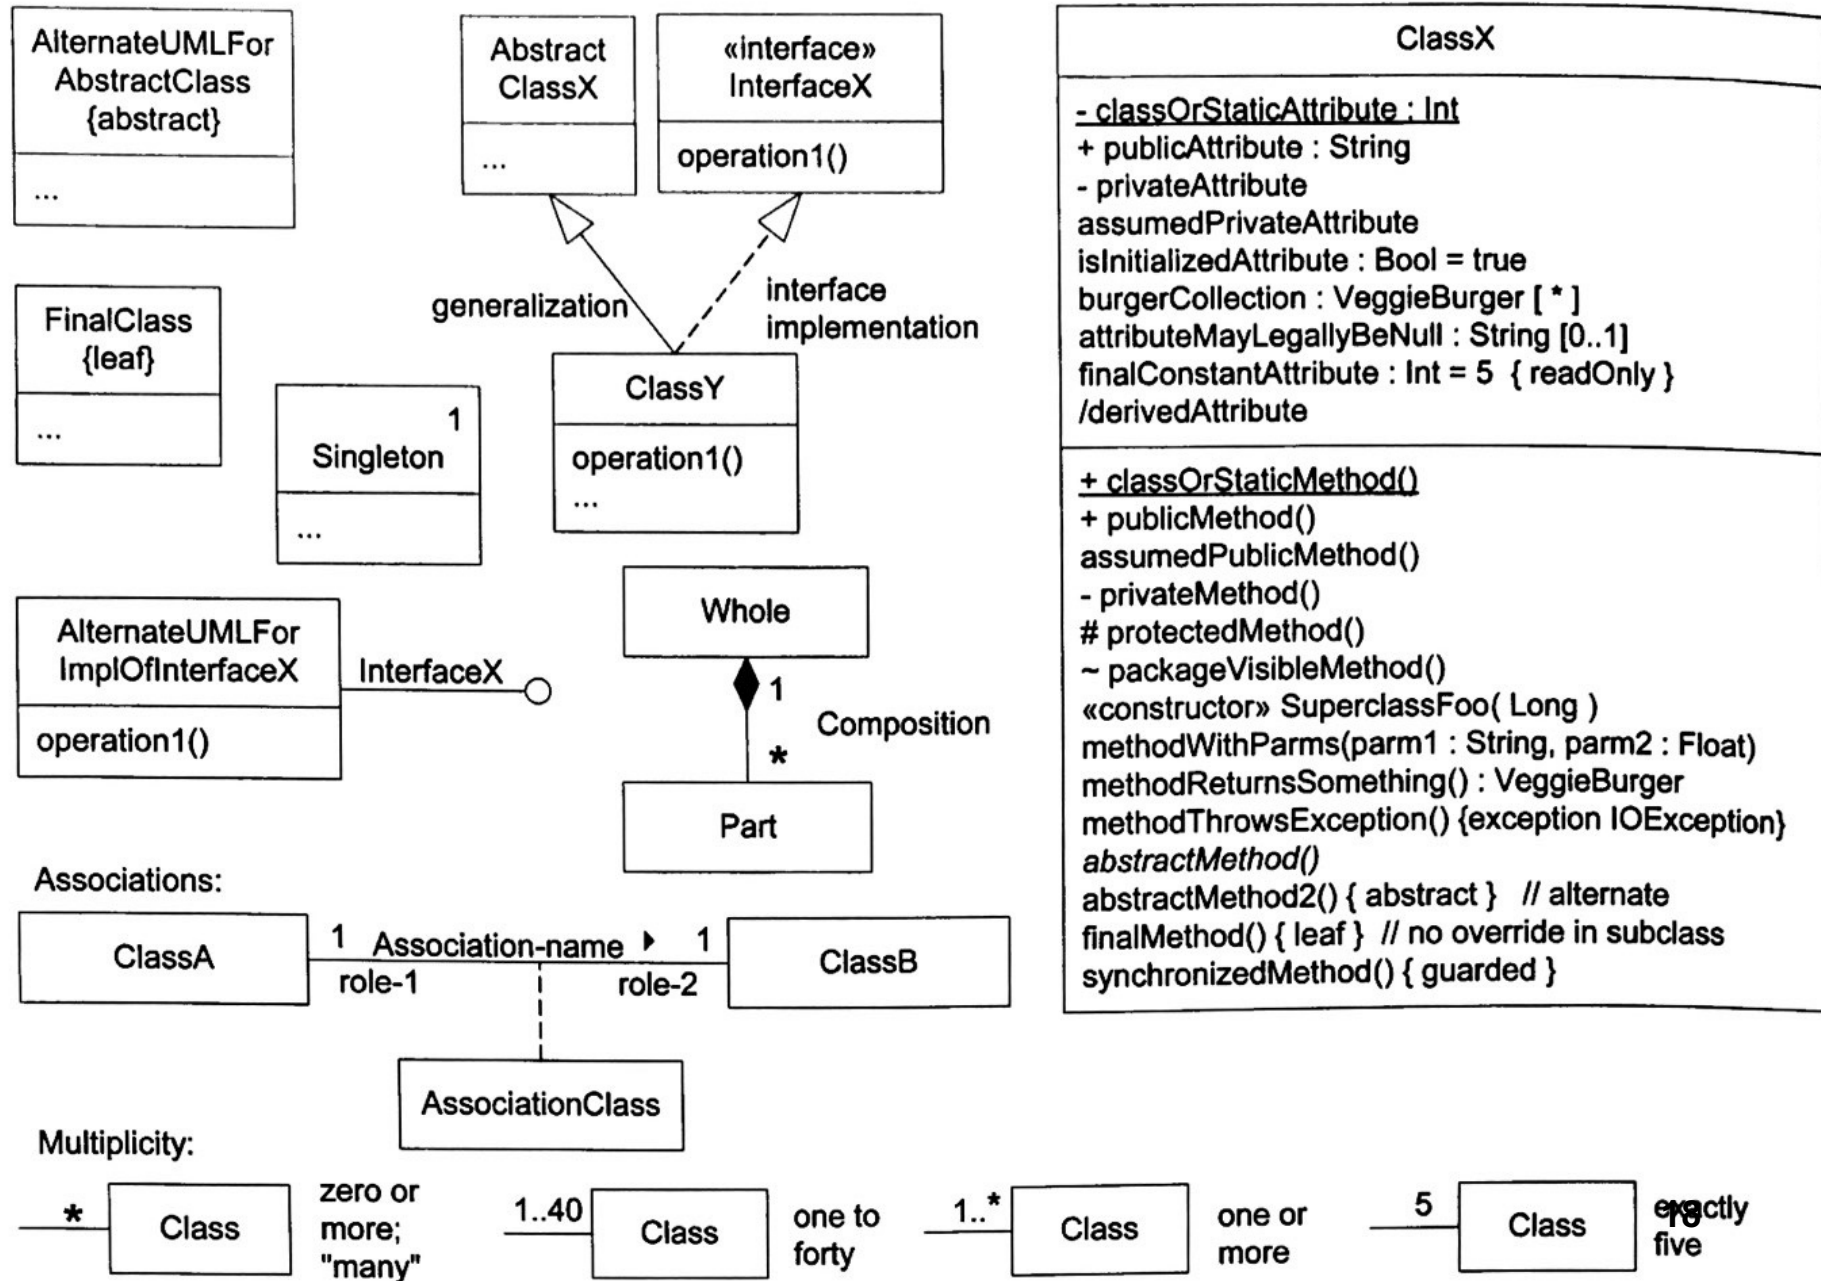 AlternateUMLFor
AbstractClass
{abstract}
...
Abstract
ClassX
...
«interface»
InterfaceX
operation1()
generalization
interface
implementation
FinalClass
{leaf}
...
1
Singleton
...
ClassY
operation1()
...
AlternateUMLFor
ImplOfInterfaceX
operation1()
InterfaceX
Whole
1
Composition
*
Part
Associations:
ClassA
1 Association-name 1
role-1 role-2
ClassB
AssociationClass
Multiplicity:
*
Class
zero or
more;
"many"
1..40
Class
one to
forty
1..*
Class
one or
more
5
Class
exactly
five
18
ClassX
- classOrStaticAttribute : Int
+ publicAttribute : String
- privateAttribute
assumedPrivateAttribute
isInitializedAttribute : Bool = true
burgerCollection : VeggieBurger [ * ]
attributeMayLegallyBeNull : String [0..1]
finalConstantAttribute : Int = 5 { readOnly }
/derivedAttribute
+ classOrStaticMethod()
+ publicMethod()
assumedPublicMethod()
- privateMethod()
# protectedMethod()
~ packageVisibleMethod()
«constructor» SuperclassFoo( Long )
methodWithParms(parm1 : String, parm2 : Float)
methodReturnsSomething() : VeggieBurger
methodThrowsException() {exception IOException}
abstractMethod()
abstractMethod2() { abstract } // alternate
finalMethod() { leaf } // no override in subclass
synchronizedMethod() { guarded }